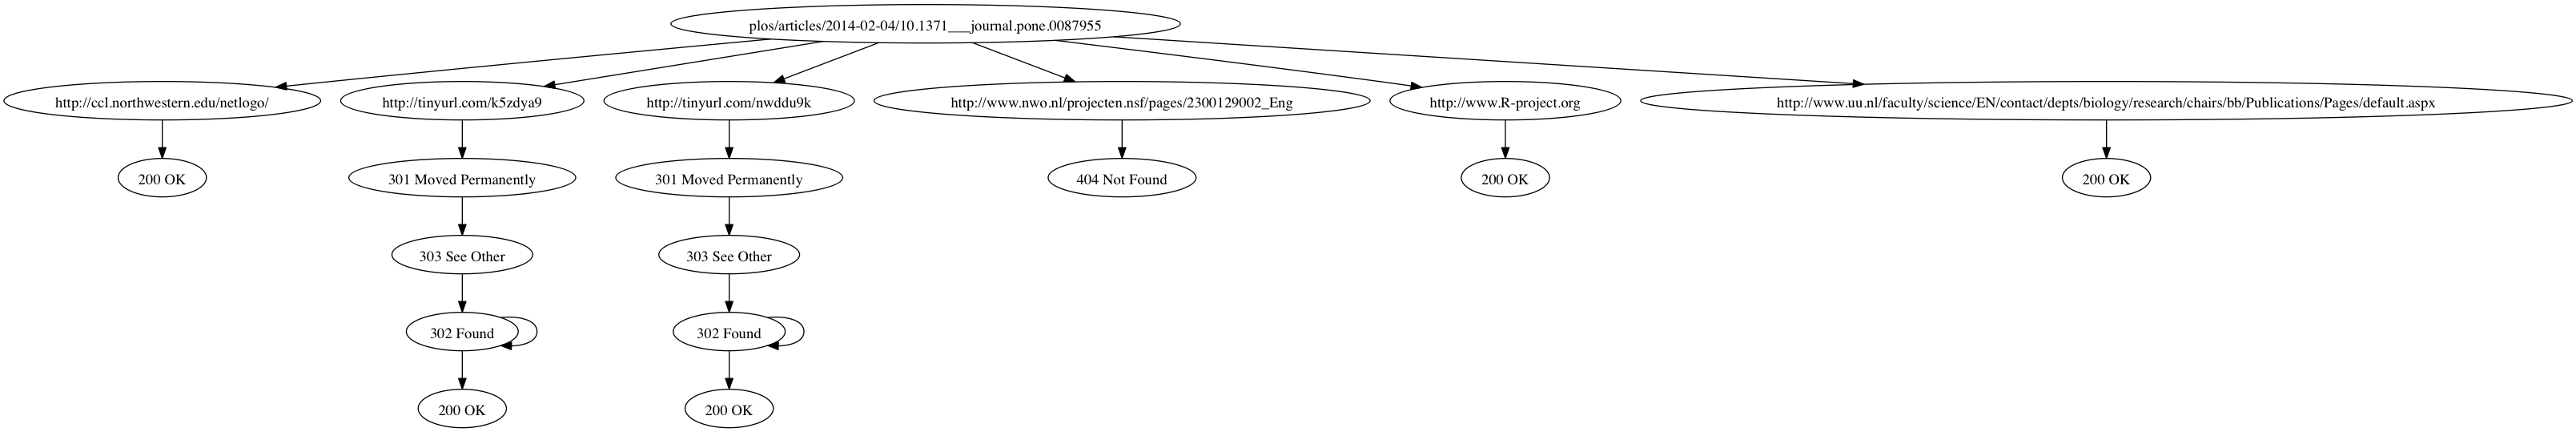 plos/articles/2014-02-04/10.1371___journal.pone.0087955
http://ccl.northwestern.edu/netlogo/
http://tinyurl.com/k5zdya9
http://tinyurl.com/nwddu9k
http://www.nwo.nl/projecten.nsf/pages/2300129002_Eng
http://www.R-project.org
http://www.uu.nl/faculty/science/EN/contact/depts/biology/research/chairs/bb/Publications/Pages/default.aspx
200 OK
301 Moved Permanently
301 Moved Permanently
404 Not Found
200 OK
200 OK
303 See Other
303 See Other
302 Found
302 Found
200 OK
200 OK